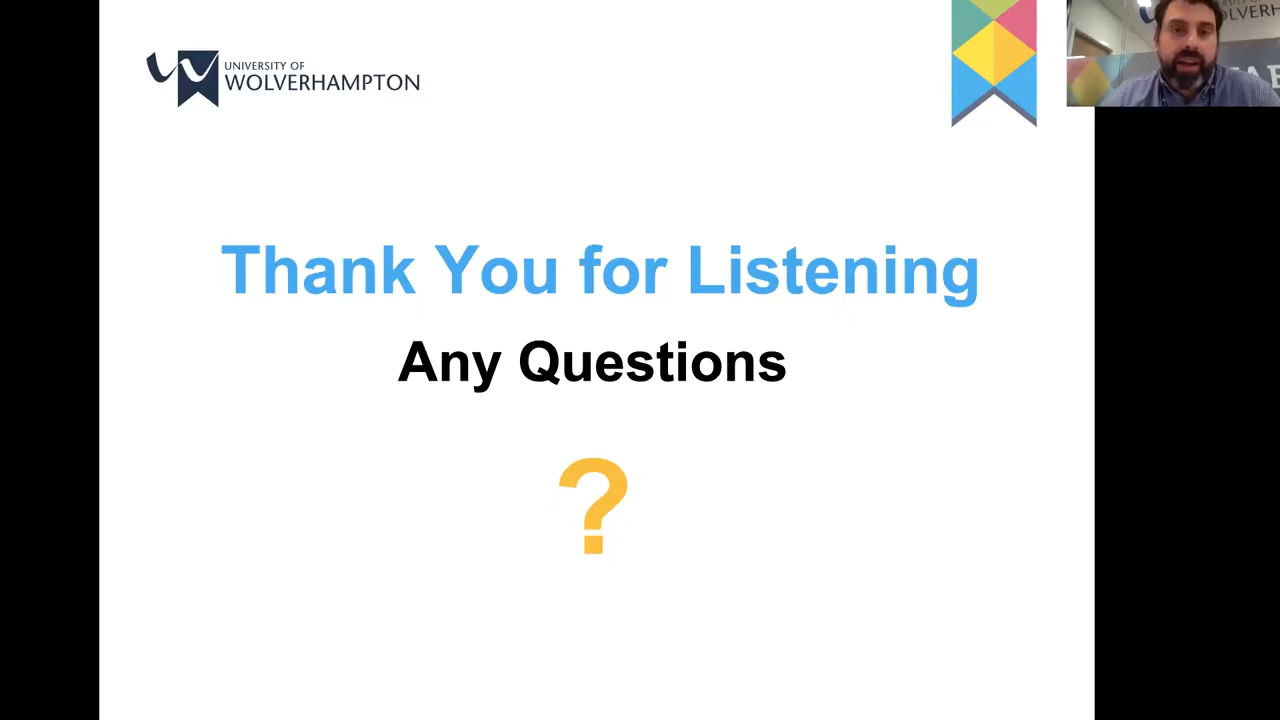 UNIVERSITY OF
WOLVERHAMPTON
Thank You for Listening
Any Questions
?